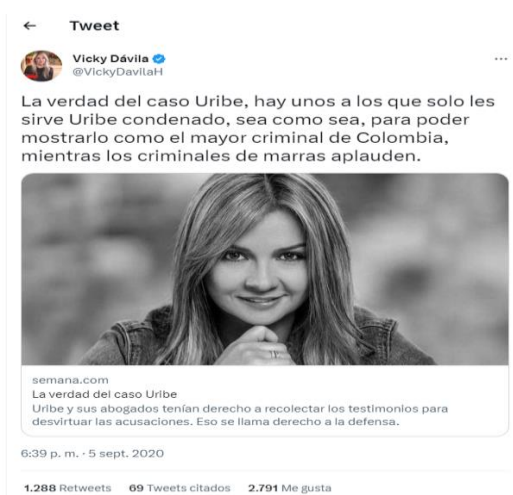 Tweet
Vicky Dávila
@VickyDavilaH
La verdad del caso Uribe, hay unos a los que solo les
sirve Uribe condenado, sea como sea, para poder
mostrarlo como el mayor criminal de Colombia,
mientras los criminales de marras aplauden.
semana.com
La verdad del caso Uribe
Uribe y sus abogados tenían derecho a recolectar los testimonios para
desvirtuar las acusaciones. Eso se llama derecho a la defensa.
6:39 p. m. · 5 sept. 2020
1.288 Retweets 69 Tweets citados 2.791 Me gusta